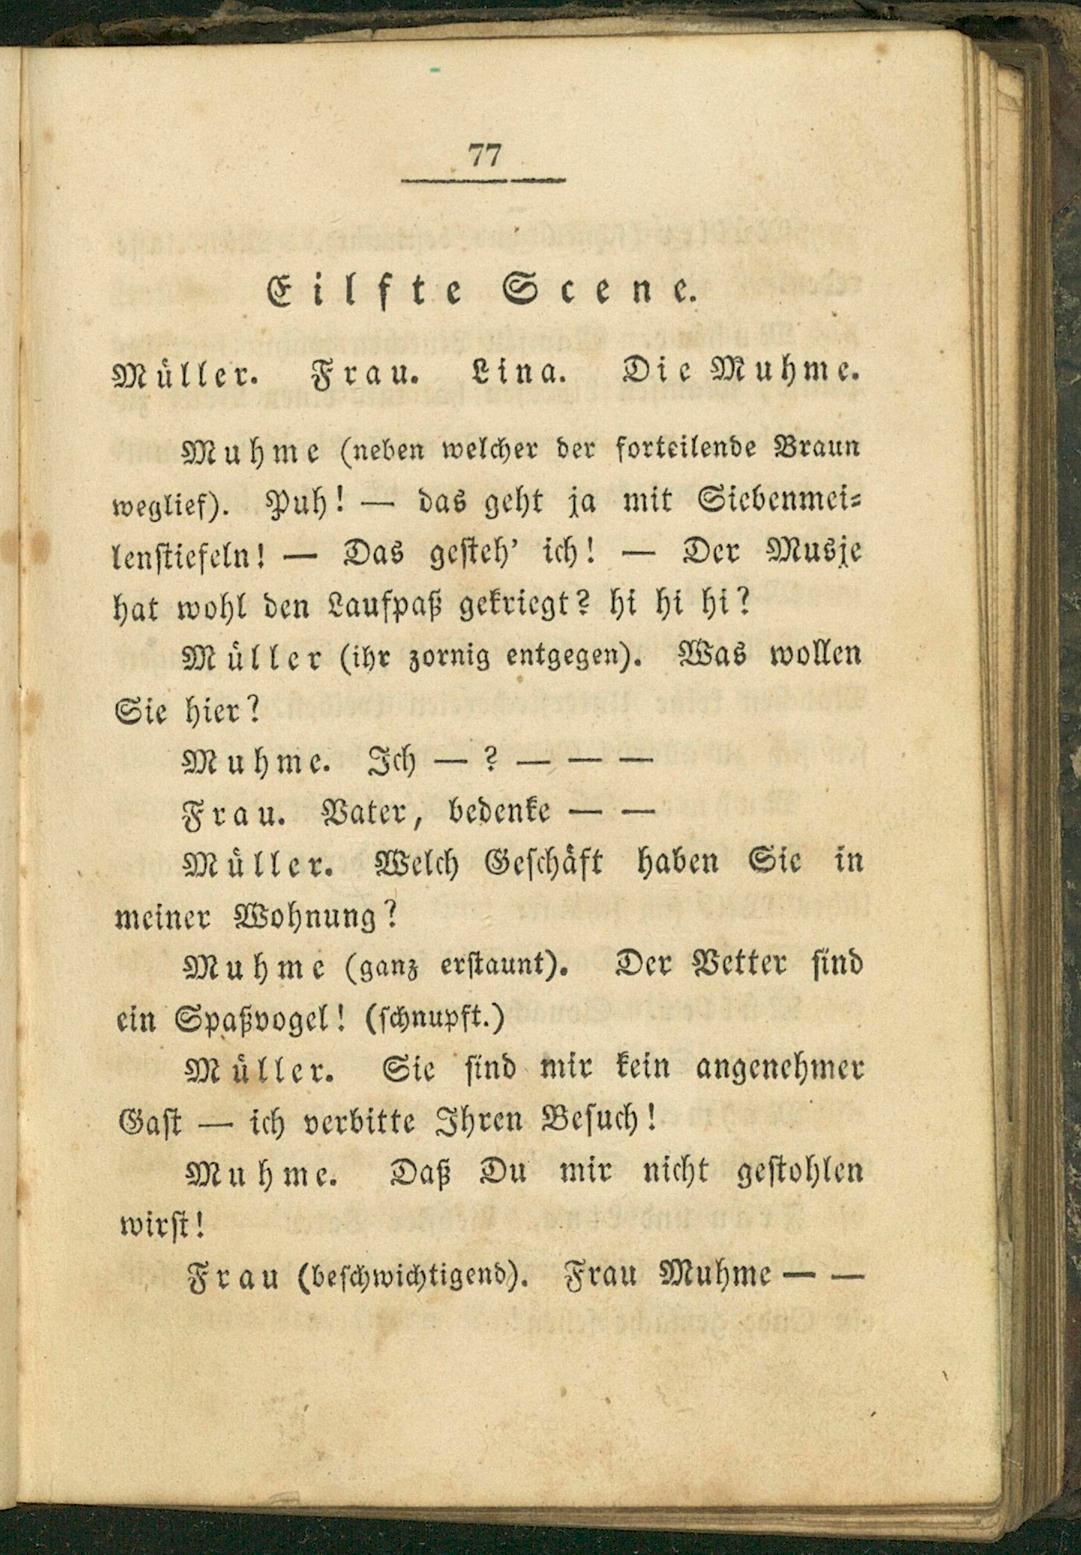 77
Eilfte Scene.
Müller. Frau. Lina. Die Muhme.
Muhme (neben welcher der forteilende Braun
weglief). Puh! — das geht ja mit Siebenmei-
lenstiefeln! — Das gesteh' ich! — Der Musje
hat wohl den Laufpaß gekriegt? hi hi hi?
Müller (ihr zornig entgegen). Was wollen
Sie hier?
Muhme. Ich — ? — — —
Frau. Vater, bedenke — —
Müller. Welch Geschäft haben Sie in
meiner Wohnung?
Muhme (ganz erstaunt). Der Vetter sind
ein Spaßvogel! (schnupft.)
Müller. Sie sind mir kein angenehmer
Gast — ich verbitte Ihren Besuch!
Muhme. Daß Du mir nicht gestohlen
wirst!
Frau (beschwichtigend). Frau Muhme — —